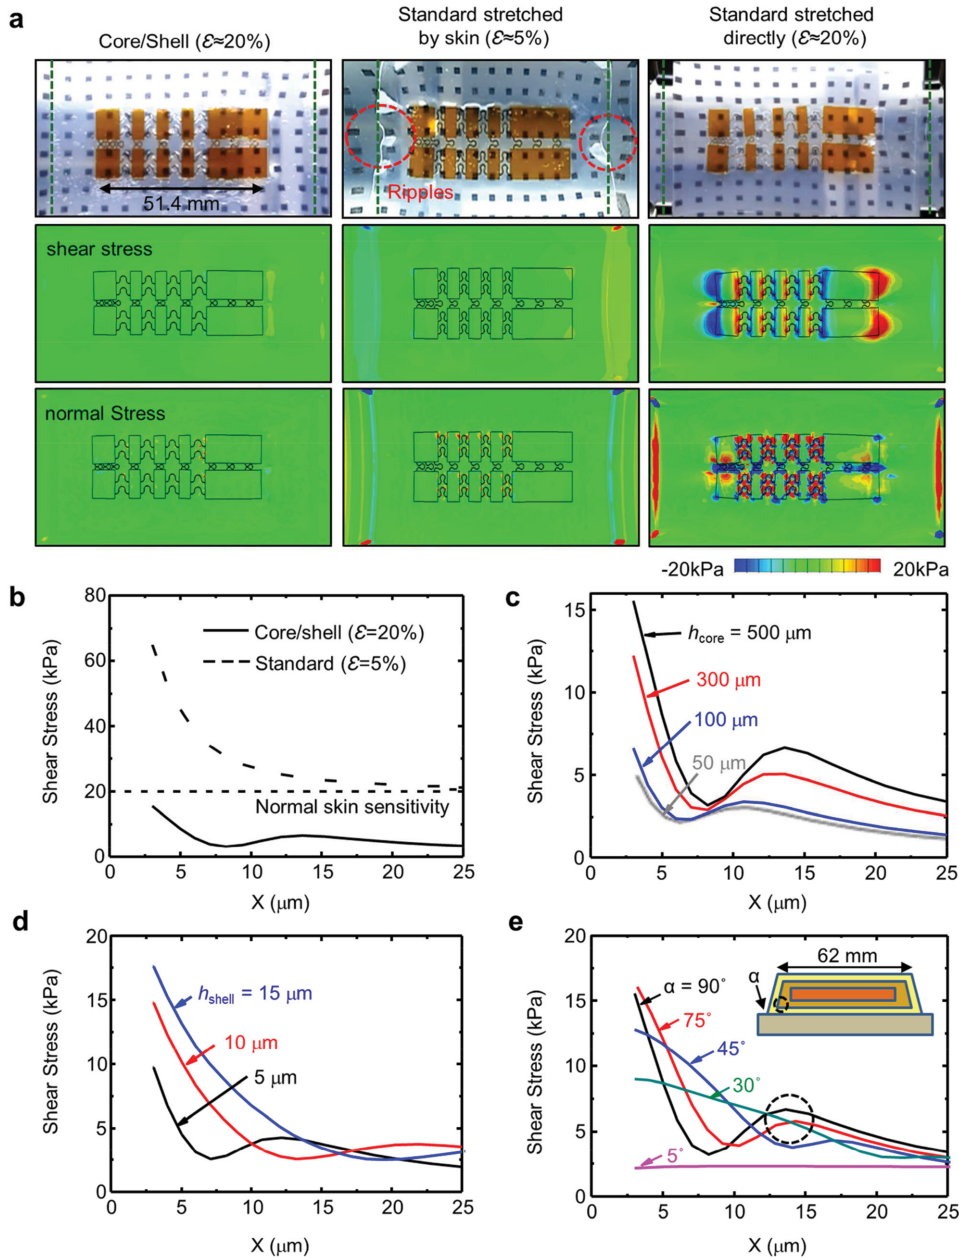 a
Core/Shell (Ɛ≈20%)
Standard stretched
by skin (Ɛ≈5%)
Standard stretched
directly (Ɛ≈20%)
51.4 mm
Ripples
shear stress
normal Stress
-20kPa
20kPa
b
Shear Stress (kPa)
80
60
40
20
0
Core/shell (Ɛ=20%)
Standard (Ɛ=5%)
Normal skin sensitivity
0 5 10 15 20 25
X (μm)
c
Shear Stress (kPa)
15
10
5
0
h_core = 500 μm
300 μm
100 μm
50 μm
0 5 10 15 20 25
X (μm)
d
Shear Stress (kPa)
20
15
10
5
0
h_shell = 15 μm
10 μm
5 μm
0 5 10 15 20 25
X (μm)
e
Shear Stress (kPa)
20
15
10
5
0
62 mm
α
α = 90°
75°
45°
30°
5°
0 5 10 15 20 25
X (μm)